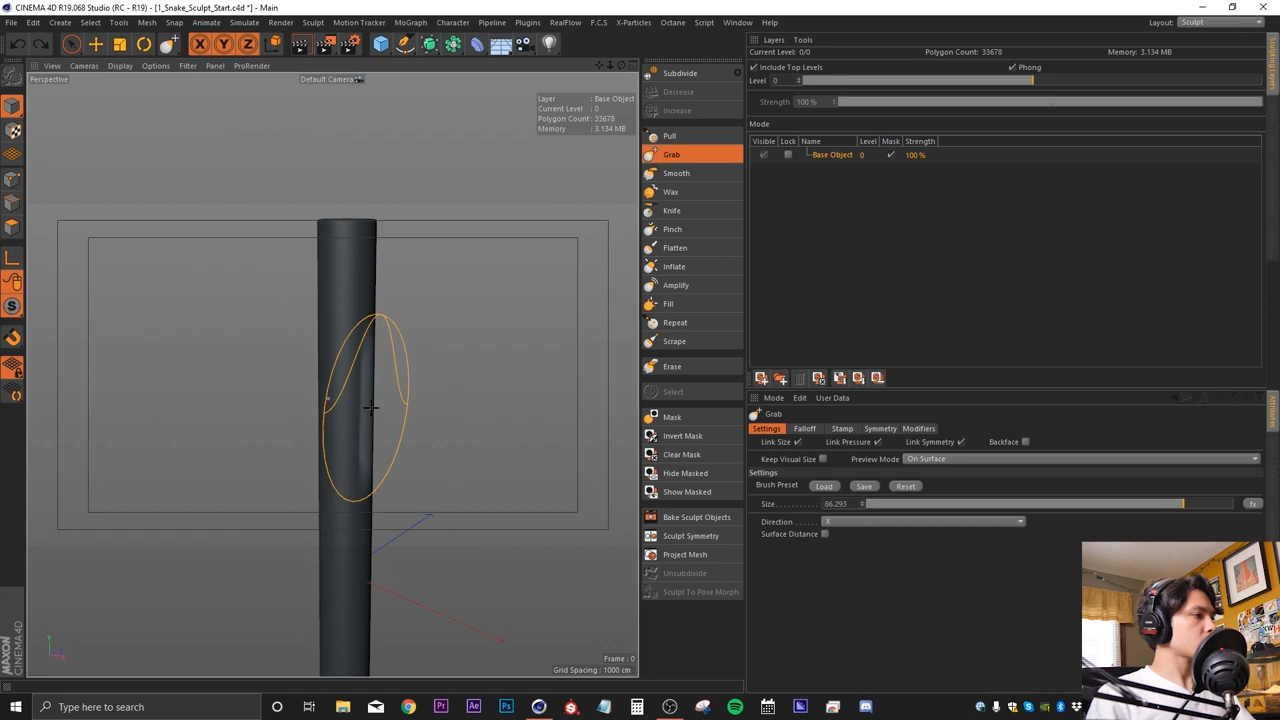 CINEMA 4D R19.068 Studio (RC - R19) - [1_Snake_Sculpt_Start.c4d *] - Main
File Edit Create Select Tools Mesh Snap Animate Simulate Render Sculpt Motion Tracker MoGraph Character Pipeline Plugins RealFlow F.C.S X-Particles Octane Script Window Help
Layout: Sculpt
View Cameras Display Options Filter Panel ProRender
Perspective
Default Camera
Layer : Base Object
Current Level : 0
Polygon Count : 33678
Memory : 3.134 MB
Frame : 0
Grid Spacing : 1000 cm
Y
X
MAXON
CINEMA 4D
Subdivide
Decrease
Increase
Pull
Grab
Smooth
Wax
Knife
Pinch
Flatten
Inflate
Amplify
Fill
Repeat
Scrape
Erase
Select
Mask
Invert Mask
Clear Mask
Hide Masked
Show Masked
Bake Sculpt Objects
Sculpt Symmetry
Project Mesh
Unsubdivide
Sculpt To Pose Morph
Layers Tools
Current Level: 0/0 Polygon Count: 33678 Memory: 3.134 MB
Include Top Levels Phong
Level 0
Strength 100 %
Mode
Visible Lock Name Level Mask Strength
Base Object 0 100 %
Sculpting Layers
Mode Edit User Data
Attributes
Grab
Settings Falloff Stamp Symmetry Modifiers
Link Size Link Pressure Link Symmetry Backface
Keep Visual Size Preview Mode On Surface
Settings
Brush Preset Load Save Reset
Size 86.293 fx
Direction X
Surface Distance
Type here to search